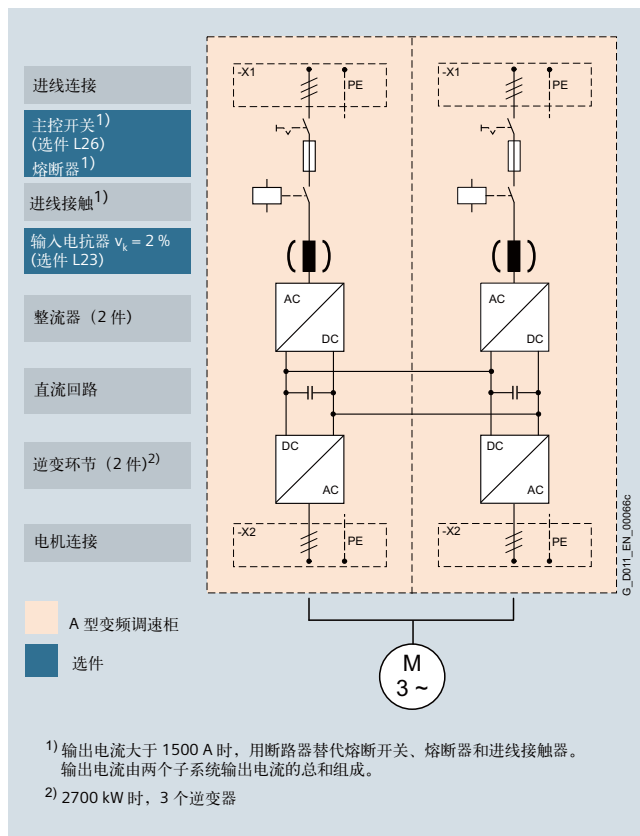 进线连接
主控开关1)
(选件 L26)
熔断器1)
进线接触1)
输入电抗器 vk = 2 %
(选件 L23)
整流器（2 件）
直流回路
逆变环节（2 件)2)
电机连接
-X1
PE
-X1
PE
AC
DC
AC
DC
DC
AC
DC
AC
-X2
PE
-X2
PE
G_D011_EN_00066c
A 型变频调速柜
选件
M
3 ~
1) 输出电流大于 1500 A 时，用断路器替代熔断开关、熔断器和进线接触器。
输出电流由两个子系统输出电流的总和组成。
2) 2700 kW 时，3 个逆变器